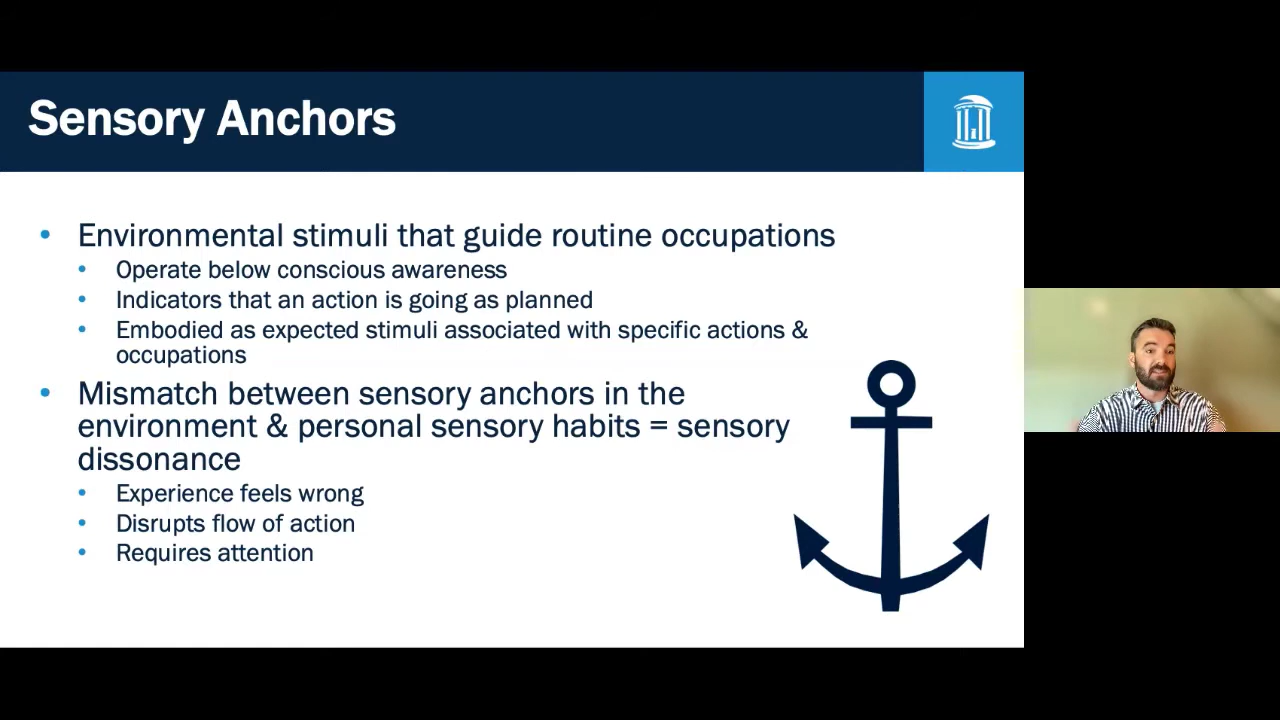 Sensory Anchors
• Environmental stimuli that guide routine occupations
• Operate below conscious awareness
• Indicators that an action is going as planned
• Embodied as expected stimuli associated with specific actions &
occupations
• Mismatch between sensory anchors in the
environment & personal sensory habits = sensory
dissonance
• Experience feels wrong
• Disrupts flow of action
• Requires attention